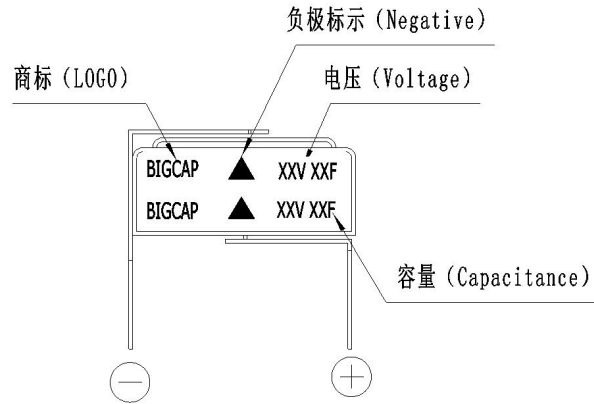 负极标示（Negative）
商标（LOGO）
电压（Voltage）
BIGCAP ▲ XXV XXF
BIGCAP ▲ XXV XXF
容量（Capacitance）
− +